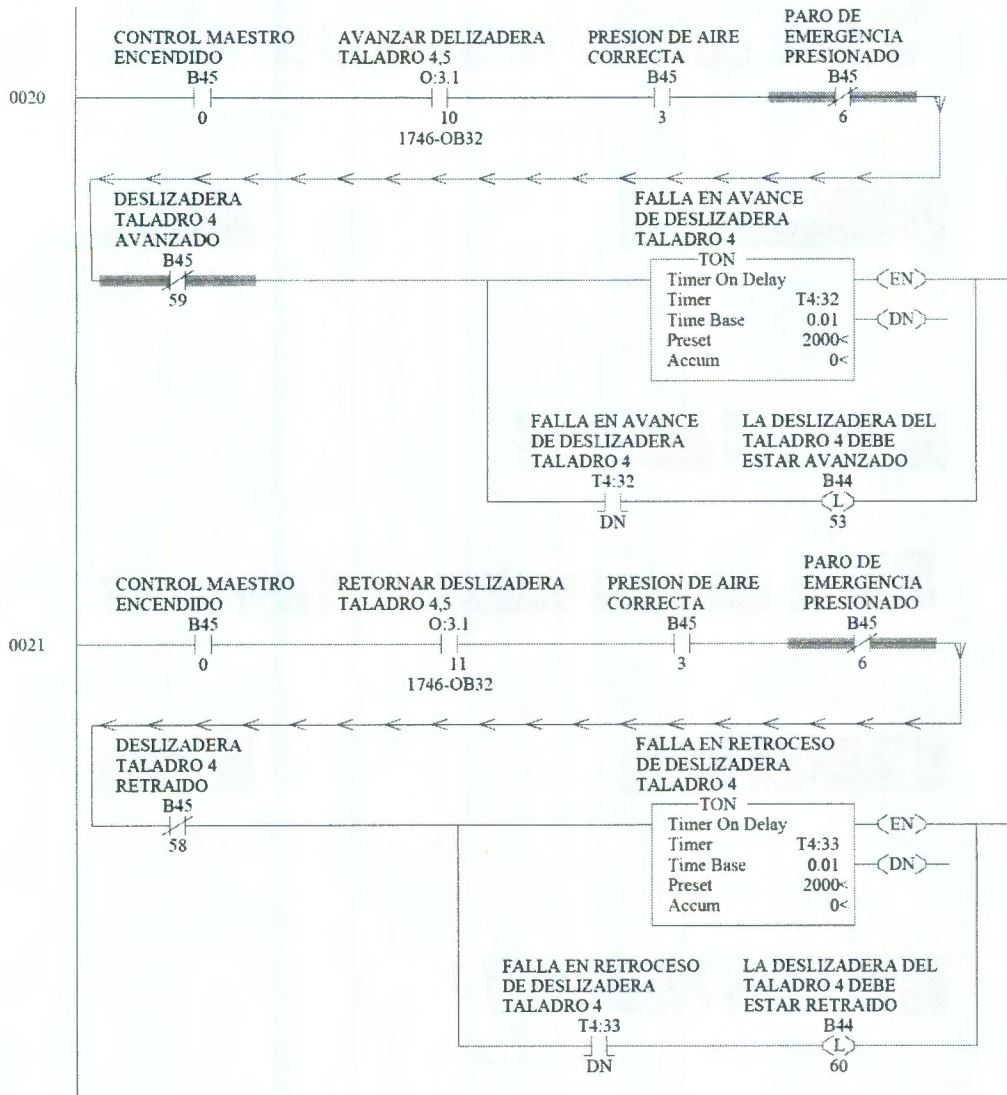 CONTROL MAESTRO
ENCENDIDO
B45
0
AVANZAR DELIZADERA
TALADRO 4,5
O:3.1
10
1746-OB32
PRESION DE AIRE
CORRECTA
B45
3
PARO DE
EMERGENCIA
PRESIONADO
B45
6
0020
DESLIZADERA
TALADRO 4
AVANZADO
B45
59
FALLA EN AVANCE
DE DESLIZADERA
TALADRO 4
TON
Timer On Delay
Timer T4:32
Time Base 0.01
Preset 2000<
Accum 0<
EN
DN
FALLA EN AVANCE
DE DESLIZADERA
TALADRO 4
T4:32
DN
LA DESLIZADERA DEL
TALADRO 4 DEBE
ESTAR AVANZADO
B44
L
53
CONTROL MAESTRO
ENCENDIDO
B45
0
RETORNAR DESLIZADERA
TALADRO 4,5
O:3.1
11
1746-OB32
PRESION DE AIRE
CORRECTA
B45
3
PARO DE
EMERGENCIA
PRESIONADO
B45
6
0021
DESLIZADERA
TALADRO 4
RETRAIDO
B45
58
FALLA EN RETROCESO
DE DESLIZADERA
TALADRO 4
TON
Timer On Delay
Timer T4:33
Time Base 0.01
Preset 2000<
Accum 0<
EN
DN
FALLA EN RETROCESO
DE DESLIZADERA
TALADRO 4
T4:33
DN
LA DESLIZADERA DEL
TALADRO 4 DEBE
ESTAR RETRAIDO
B44
L
60